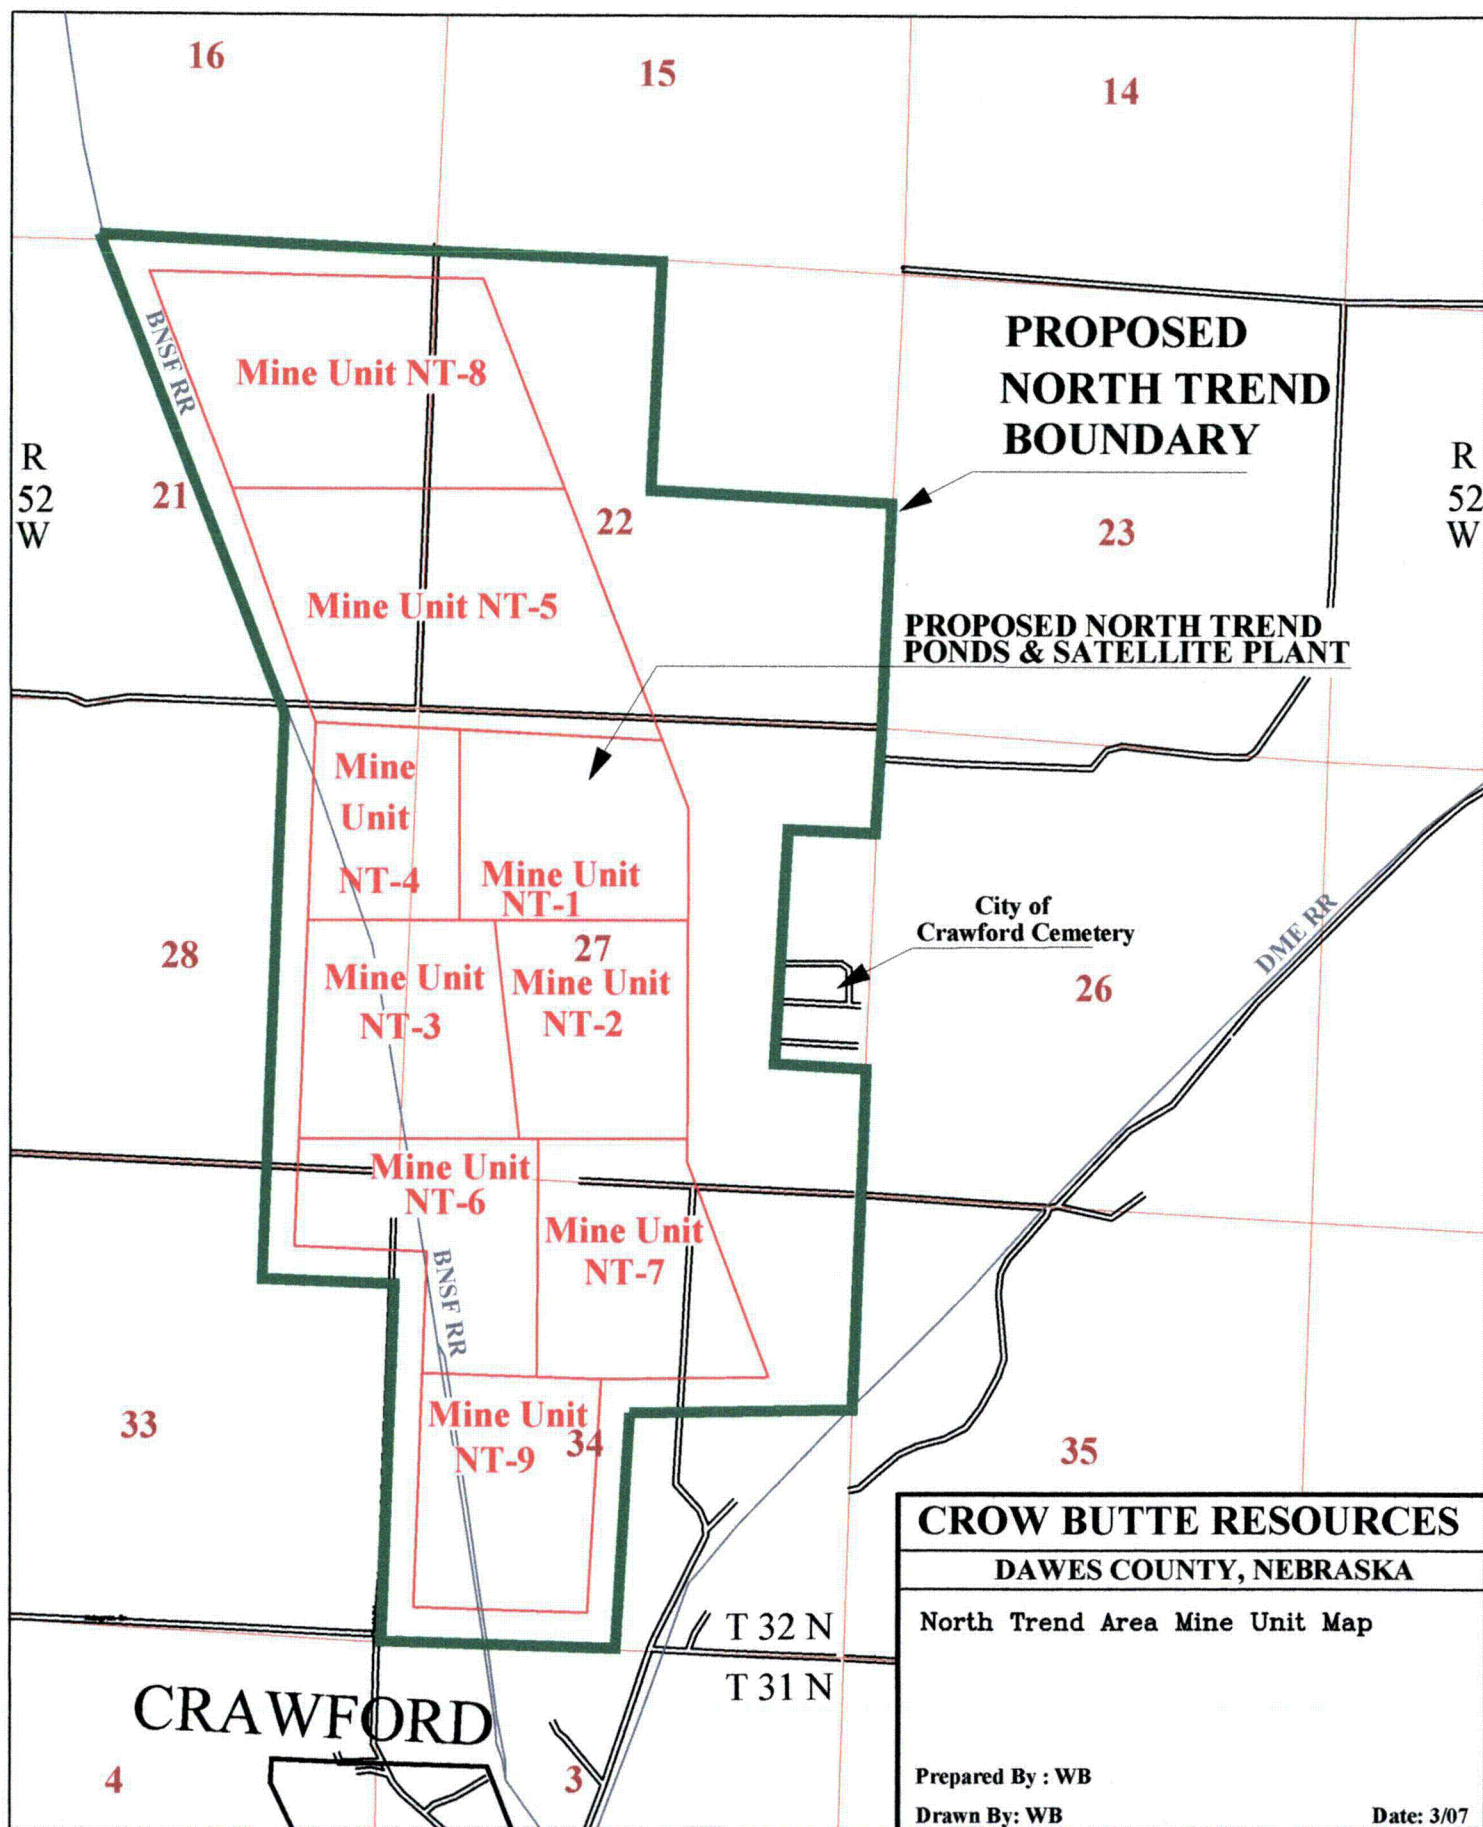 16
15
14
PROPOSED
NORTH TREND
BOUNDARY
BNSF RR
Mine Unit NT-8
R
52
W
R
52
W
21
22
23
Mine Unit NT-5
PROPOSED NORTH TREND
PONDS & SATELLITE PLANT
Mine
Unit
NT-4
Mine Unit
NT-1
City of
Crawford Cemetery
DME RR
28
27
26
Mine Unit
NT-3
Mine Unit
NT-2
Mine Unit
NT-6
Mine Unit
NT-7
BNSF RR
33
Mine Unit
NT-9
34
35
T 32 N
T 31 N
CRAWFORD
4
3
CROW BUTTE RESOURCES
DAWES COUNTY, NEBRASKA
North Trend Area Mine Unit Map
Prepared By : WB
Drawn By: WB
Date: 3/07